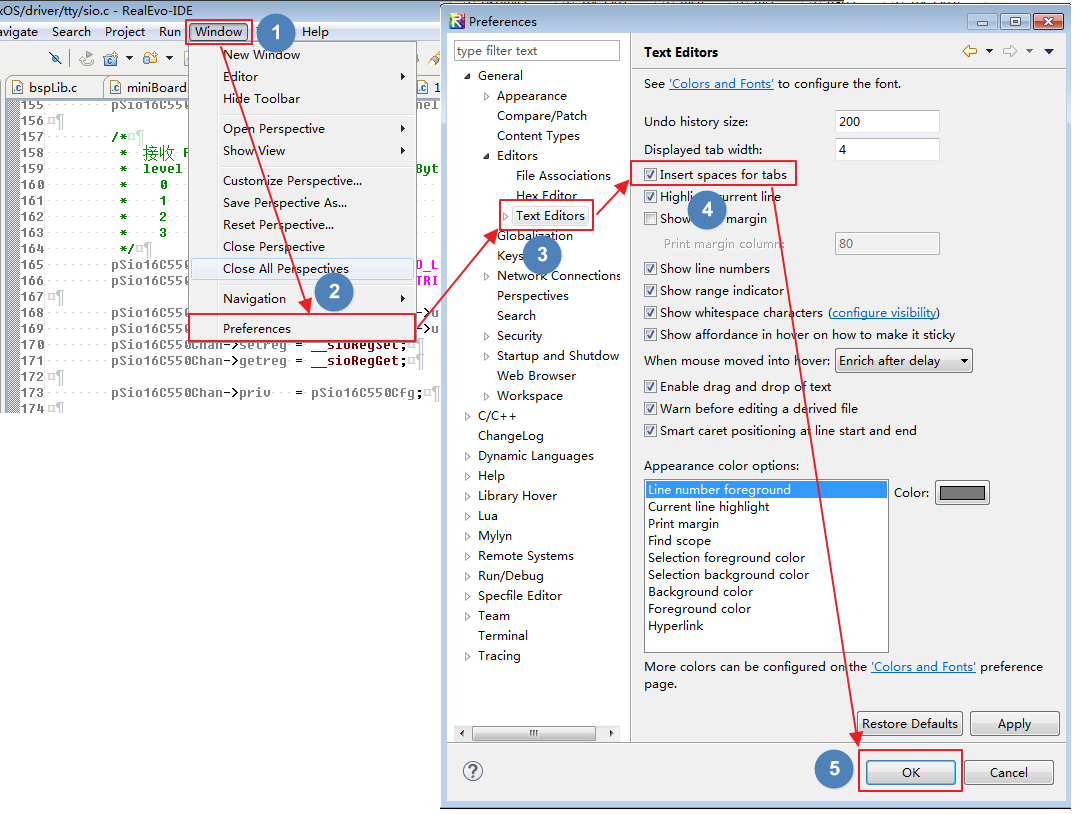 xOS/driver/tty/sio.c - RealEvo-IDE
avigate Search Project Run Window Help
1
bspLib.c
miniBoard
New Window
Editor
Hide Toolbar
Open Perspective
Show View
Customize Perspective...
Save Perspective As...
Reset Perspective...
Close Perspective
Close All Perspectives
2
Navigation
Preferences
155 pSio16C550C
156
157 /*
158 * 接收
159 * level
160 * 0
161 * 1
162 * 2
163 * 3
164 */
165 pSio16C550
166 pSio16C550
167
168 pSio16C550
169 pSio16C550
170 pSio16C550Chan->setreg = __sioRegSet;
171 pSio16C550Chan->getreg = __sioRegGet;
172
173 pSio16C550Chan->priv = pSio16C550Cfg;
174
Preferences
type filter text
General
Appearance
Compare/Patch
Content Types
Editors
File Associations
Hex Editor
Text Editors
3
Globalization
Keys
Network Connections
Perspectives
Search
Security
Startup and Shutdow
Web Browser
Workspace
C/C++
ChangeLog
Dynamic Languages
Help
Library Hover
Lua
Mylyn
Remote Systems
Run/Debug
Specfile Editor
Team
Terminal
Tracing
Text Editors
See 'Colors and Fonts' to configure the font.
Undo history size: 200
Displayed tab width: 4
Insert spaces for tabs
Highlight current line
4
Show margin
Print margin column: 80
Show line numbers
Show range indicator
Show whitespace characters (configure visibility)
Show affordance in hover on how to make it sticky
When mouse moved into hover: Enrich after delay
Enable drag and drop of text
Warn before editing a derived file
Smart caret positioning at line start and end
Appearance color options:
Line number foreground
Current line highlight
Print margin
Find scope
Selection foreground color
Selection background color
Background color
Foreground color
Hyperlink
Color:
More colors can be configured on the 'Colors and Fonts' preference
page.
Restore Defaults Apply
5
OK Cancel